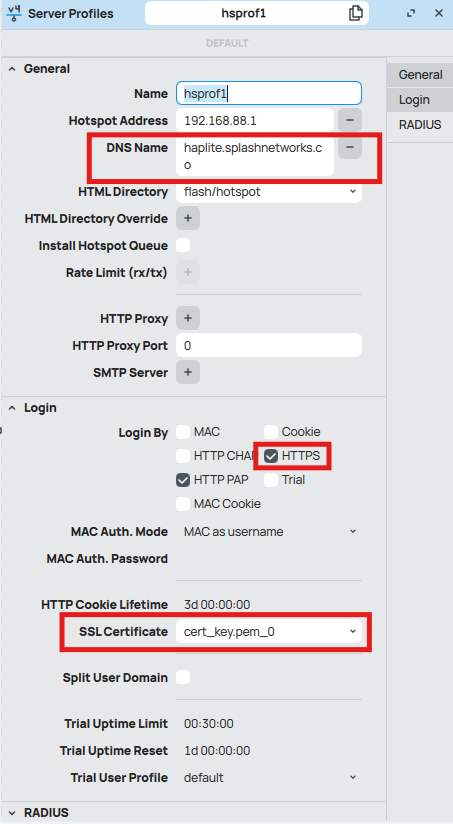 v4 Server Profiles hsprof1
DEFAULT
General
Name hsprof1
Hotspot Address 192.168.88.1
DNS Name haplite.splashnetworks.c
o
HTML Directory flash/hotspot
HTML Directory Override
Install Hotspot Queue
Rate Limit (rx/tx)
HTTP Proxy
HTTP Proxy Port 0
SMTP Server
Login
Login By MAC Cookie
HTTP CHAP HTTPS
HTTP PAP Trial
MAC Cookie
MAC Auth. Mode MAC as username
MAC Auth. Password
HTTP Cookie Lifetime 3d 00:00:00
SSL Certificate cert_key.pem_0
Split User Domain
Trial Uptime Limit 00:30:00
Trial Uptime Reset 1d 00:00:00
Trial User Profile default
RADIUS
General
Login
RADIUS